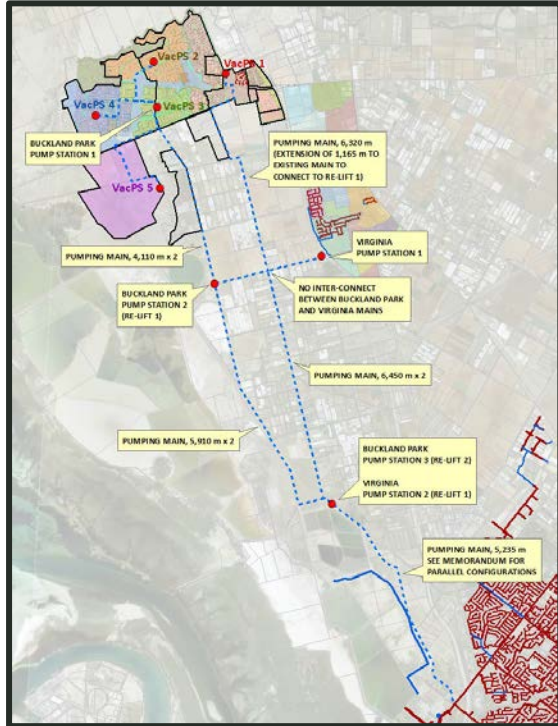 VacPS 2
VacPS 1
VacPS 4
VacPS 3
BUCKLAND PARK
PUMP STATION 1
PUMPING MAIN, 6,320 m
(EXTENSION OF 1,165 m TO
EXISTING MAIN TO
CONNECT TO RE-LIFT 1)
VacPS 5
PUMPING MAIN, 4,110 m x 2
VIRGINIA
PUMP STATION 1
BUCKLAND PARK
PUMP STATION 2
(RE-LIFT 1)
NO INTER-CONNECT
BETWEEN BUCKLAND PARK
AND VIRGINIA MAINS
PUMPING MAIN, 6,450 m x 2
PUMPING MAIN, 5,910 m x 2
BUCKLAND PARK
PUMP STATION 3 (RE-LIFT 2)
VIRGINIA
PUMP STATION 2 (RE-LIFT 1)
PUMPING MAIN, 5,235 m
SEE MEMORANDUM FOR
PARALLEL CONFIGURATIONS